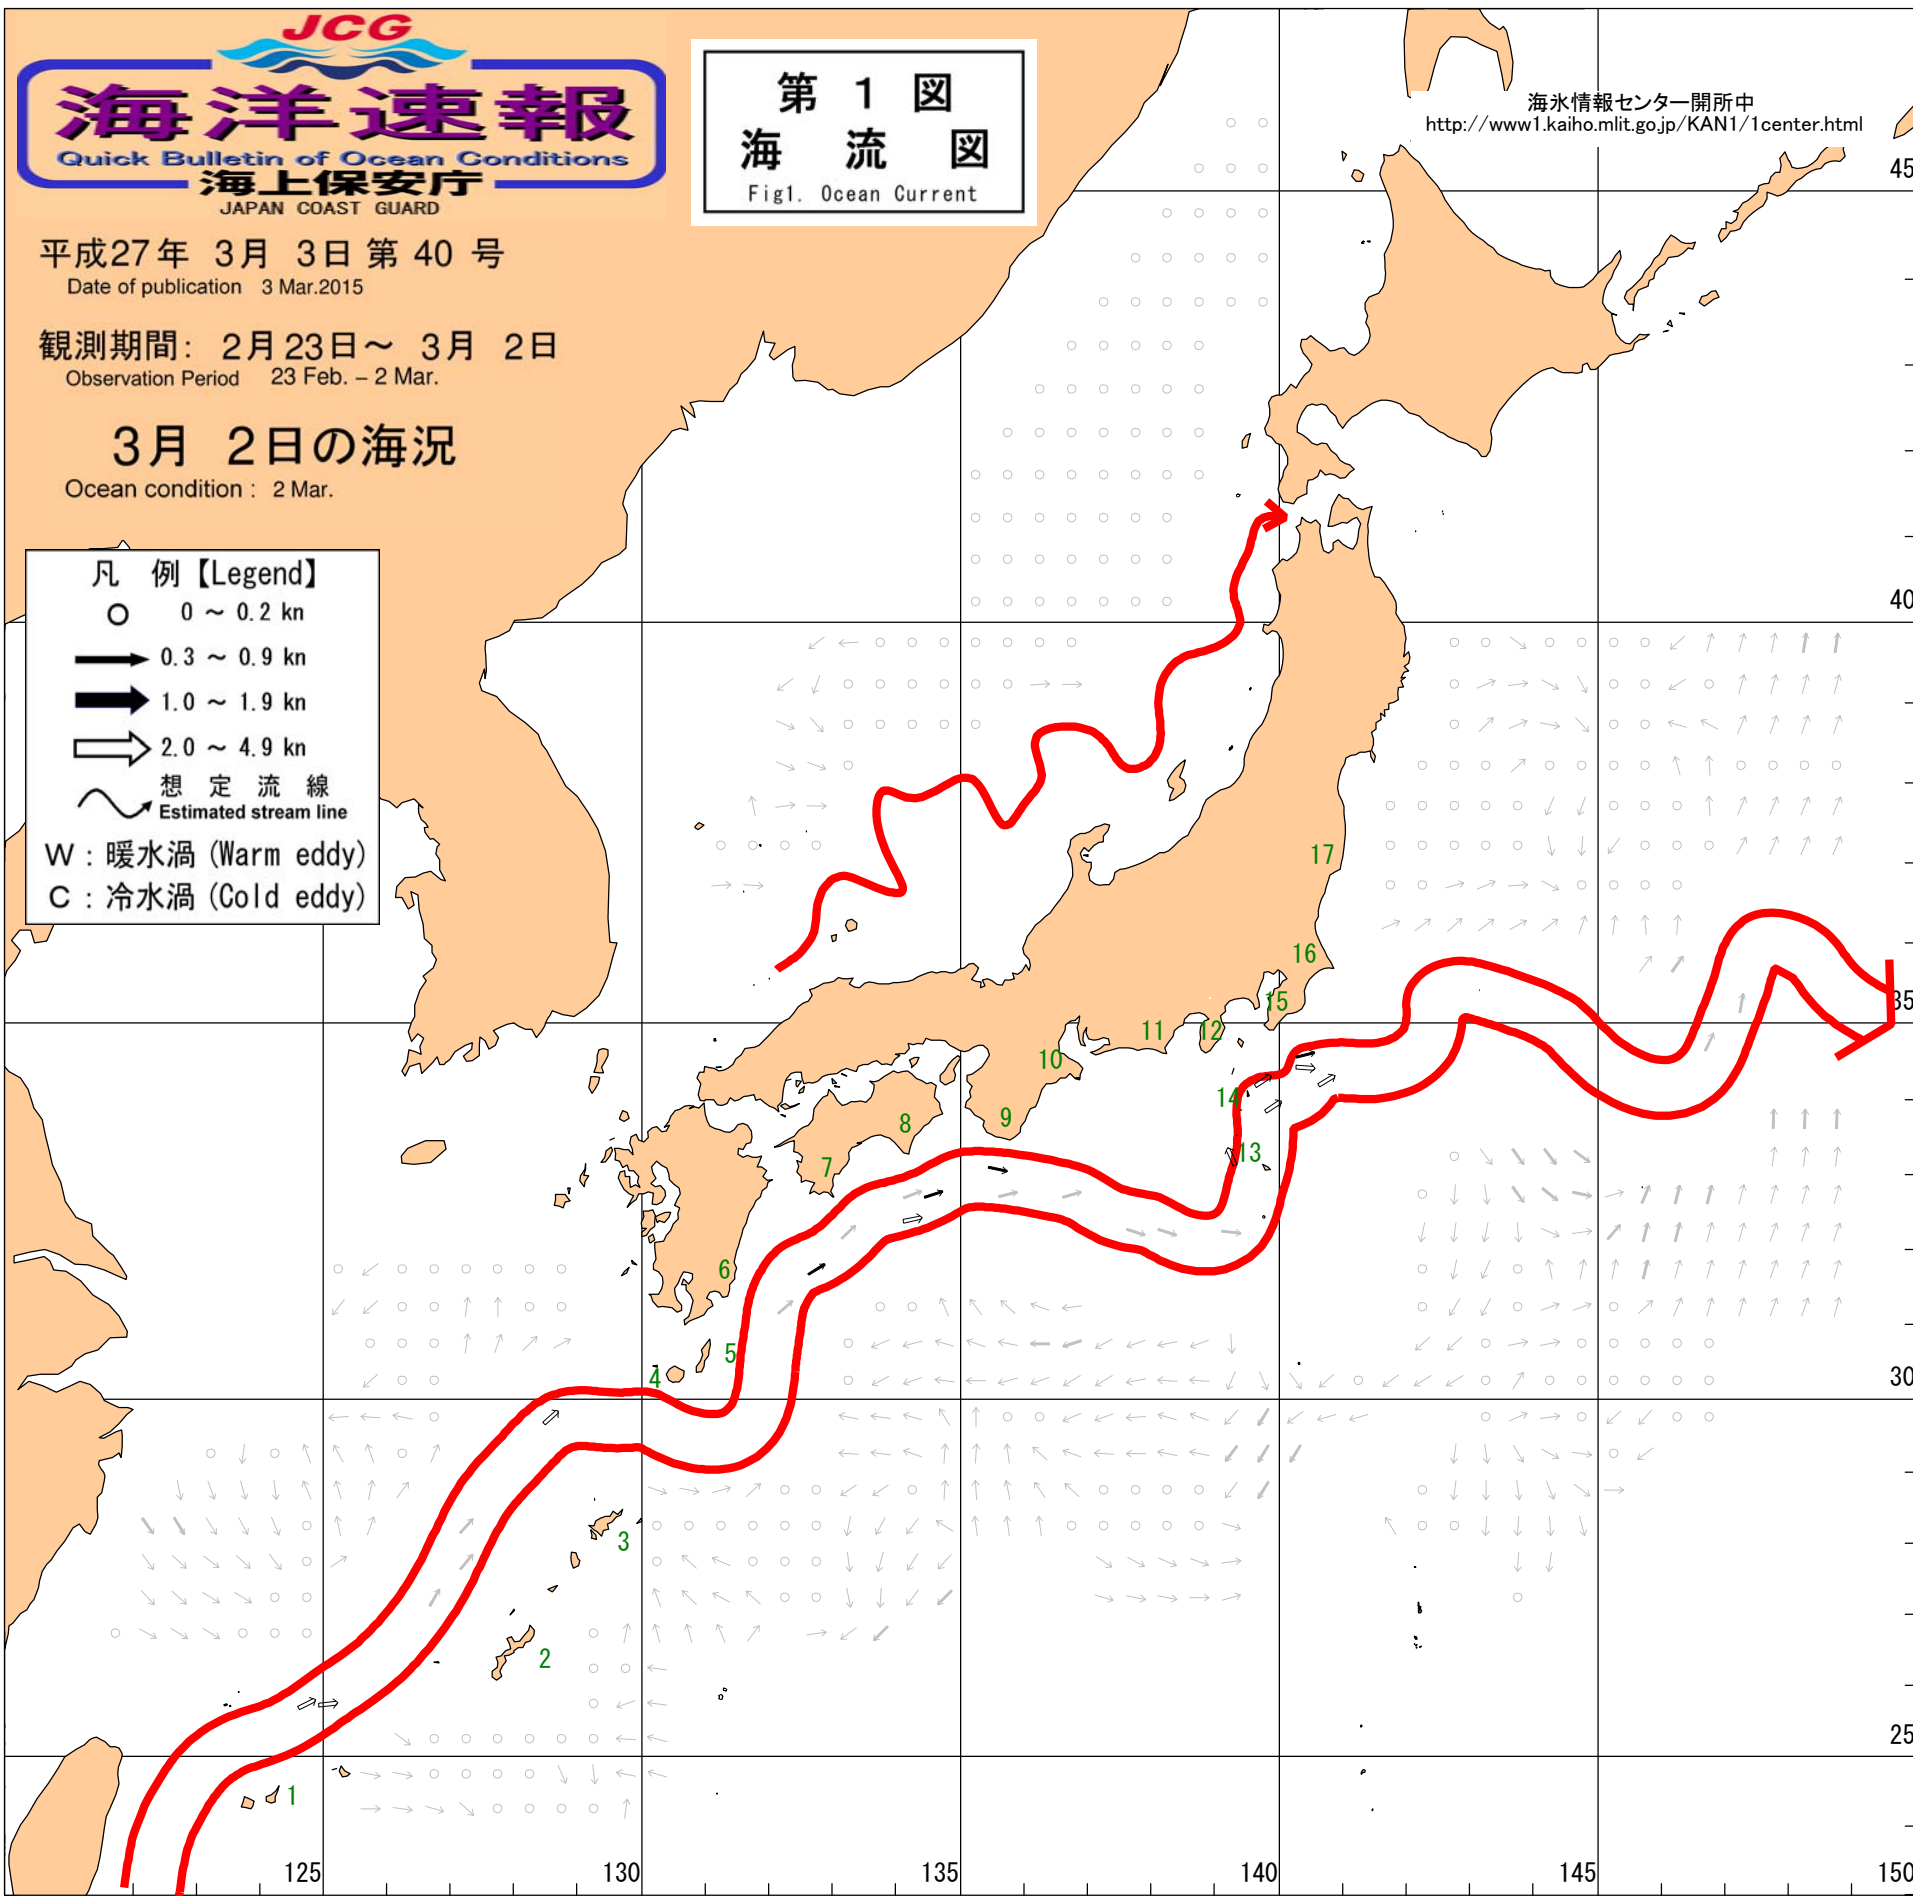 JCG
海洋速報
Quick Bulletin of Ocean Conditions
海上保安庁
JAPAN COAST GUARD
第 1 図
海 流 図
Fig1. Ocean Current
海氷情報センター開所中
http://www1.kaiho.mlit.go.jp/KAN1/1center.html
平成27年 3月 3日 第 40 号
Date of publication 3 Mar.2015
観測期間: 2月23日～ 3月 2日
Observation Period 23 Feb. – 2 Mar.
3月 2日の海況
Ocean condition : 2 Mar.
凡 例【Legend】
0 ～ 0.2 kn
0.3 ～ 0.9 kn
1.0 ～ 1.9 kn
2.0 ～ 4.9 kn
想 定 流 線
Estimated stream line
W : 暖水渦 (Warm eddy)
C : 冷水渦 (Cold eddy)
45
40
35
30
25
17
16
15
12
11
10
14
9
8
13
7
6
5
4
3
2
1
125
130
135
140
145
150